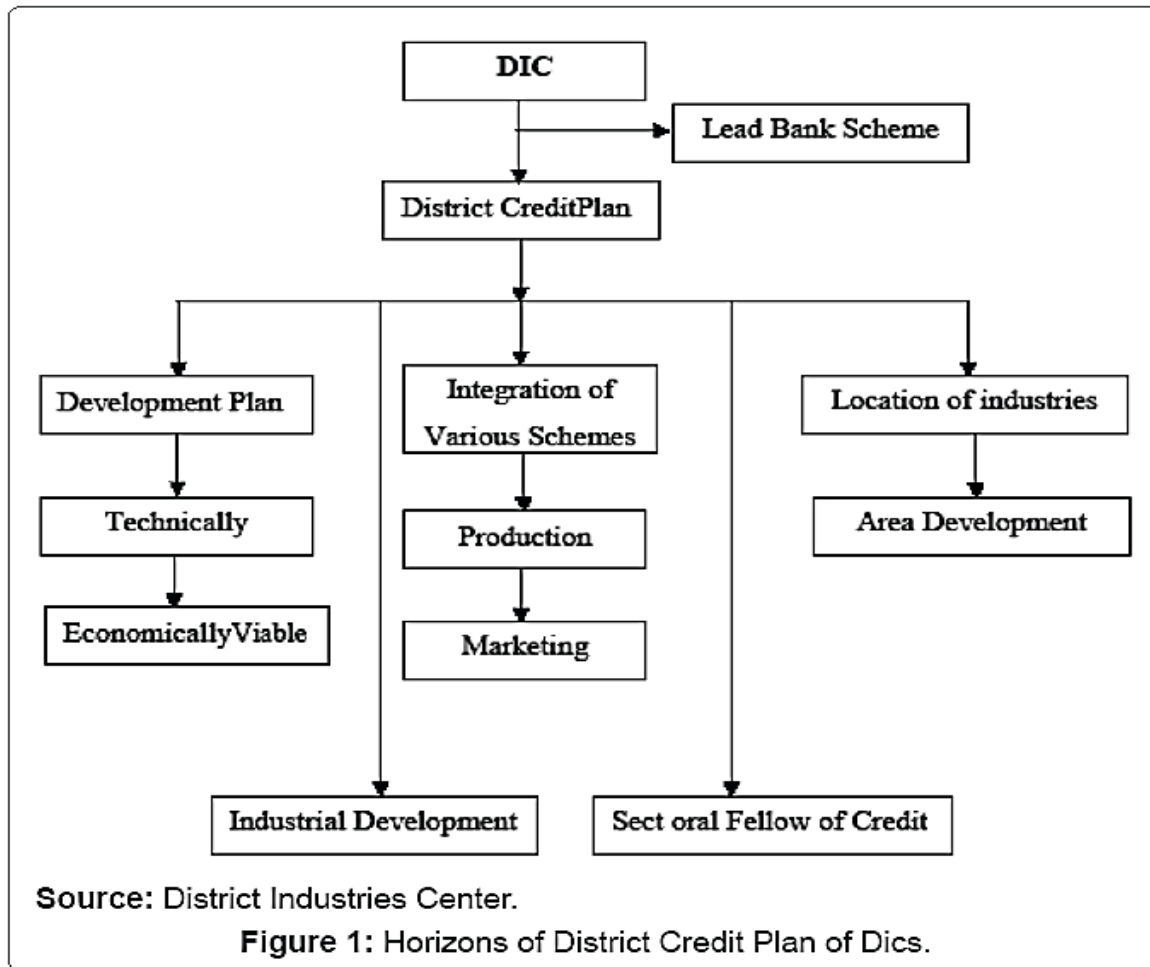 DIC
Lead Bank Scheme
District CreditPlan
Development Plan
Integration of
Various Schemes
Location of industries
Technically
Production
Area Development
EconomicallyViable
Marketing
Industrial Development
Sect oral Fellow of Credit
Source: District Industries Center.
Figure 1: Horizons of District Credit Plan of Dics.